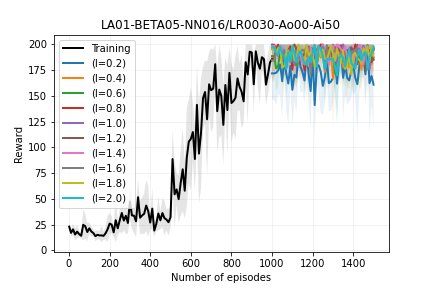 LA01-BETA05-NN016/LR0030-Ao00-Ai50
200
175
150
125
100
75
50
25
0
Reward
Training
(l=0.2)
(l=0.4)
(l=0.6)
(l=0.8)
(l=1.0)
(l=1.2)
(l=1.4)
(l=1.6)
(l=1.8)
(l=2.0)
0 200 400 600 800 1000 1200 1400
Number of episodes